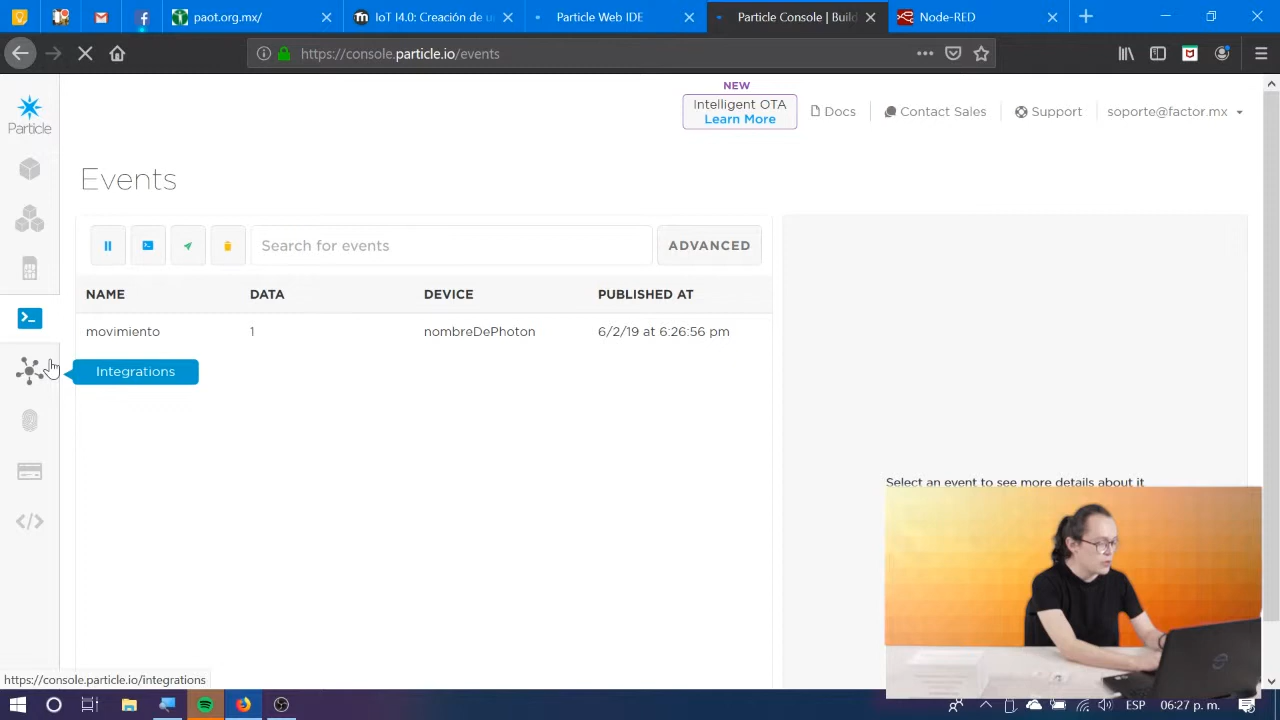 paot.org.mx/
IoT I4.0: Creación de u
Particle Web IDE
Particle Console | Buil
Node-RED
https://console.particle.io/events
Particle
NEW
Intelligent OTA
Learn More
Docs
Contact Sales
Support
soporte@factor.mx
Events
Search for events
ADVANCED
NAME DATA DEVICE PUBLISHED AT
movimiento 1 nombreDePhoton 6/2/19 at 6:26:56 pm
Integrations
Select an event to see more details about it
https://console.particle.io/integrations
ESP
06:27 p.m.